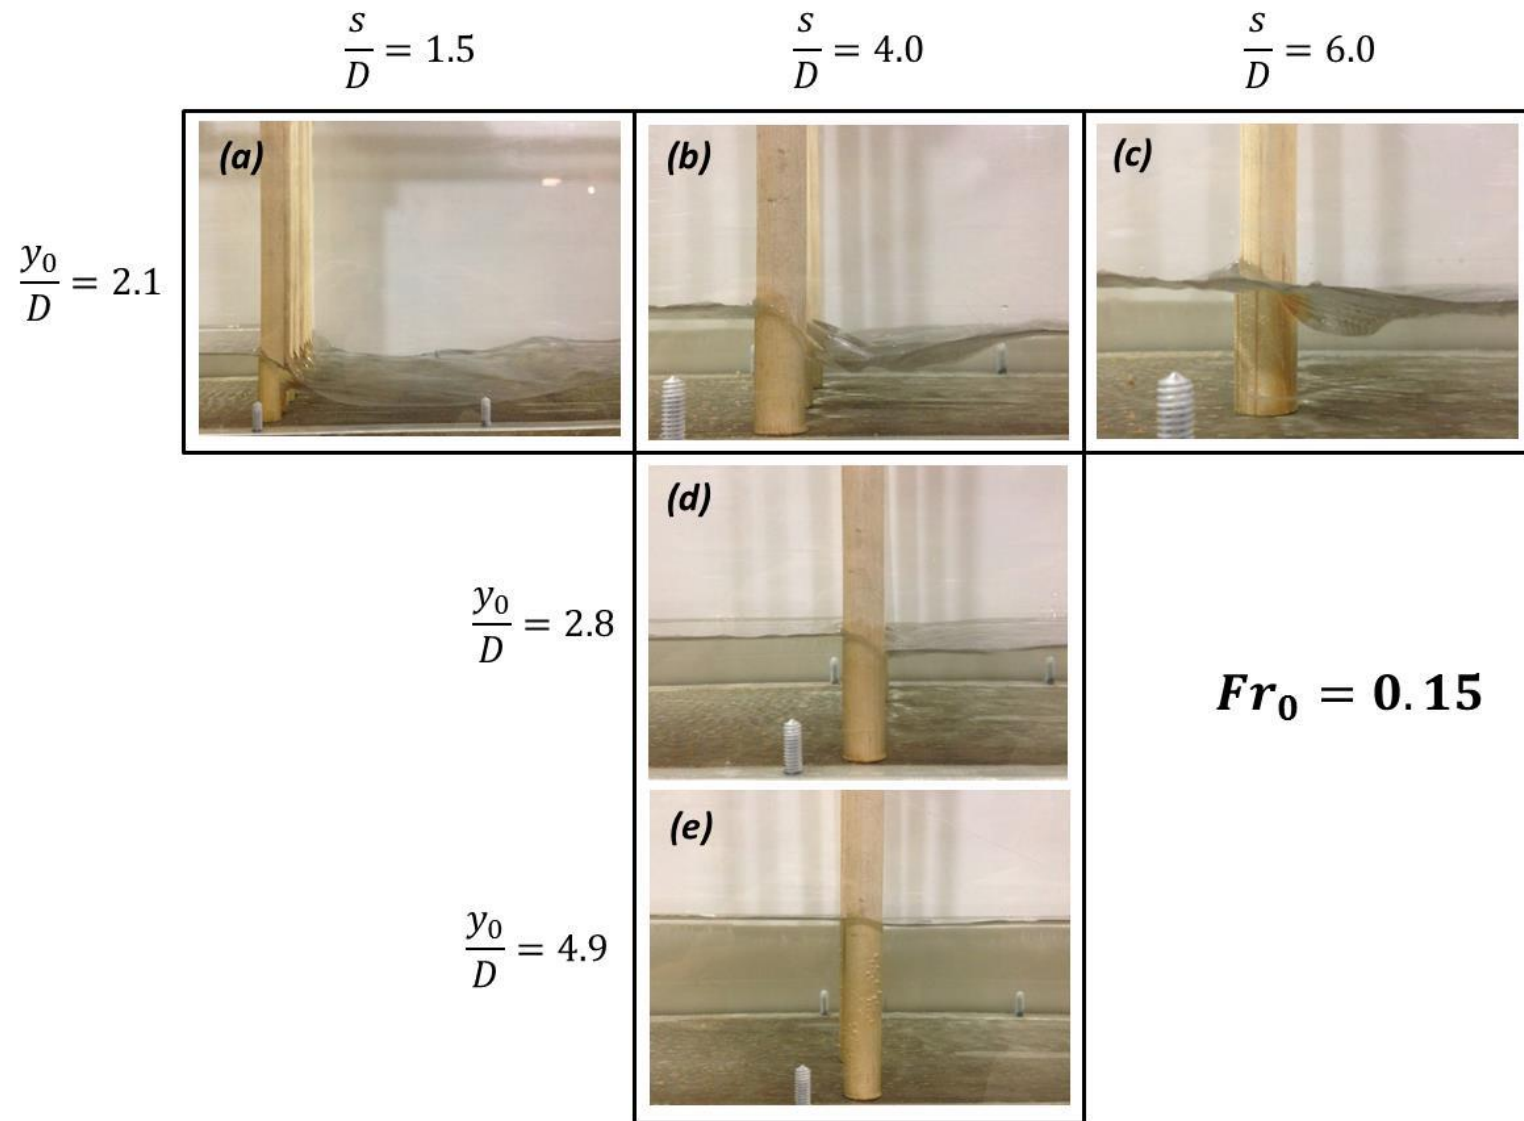 s/D = 1.5
s/D = 4.0
s/D = 6.0
y₀/D = 2.1
(a)
(b)
(c)
y₀/D = 2.8
(d)
Fr₀ = 0.15
y₀/D = 4.9
(e)